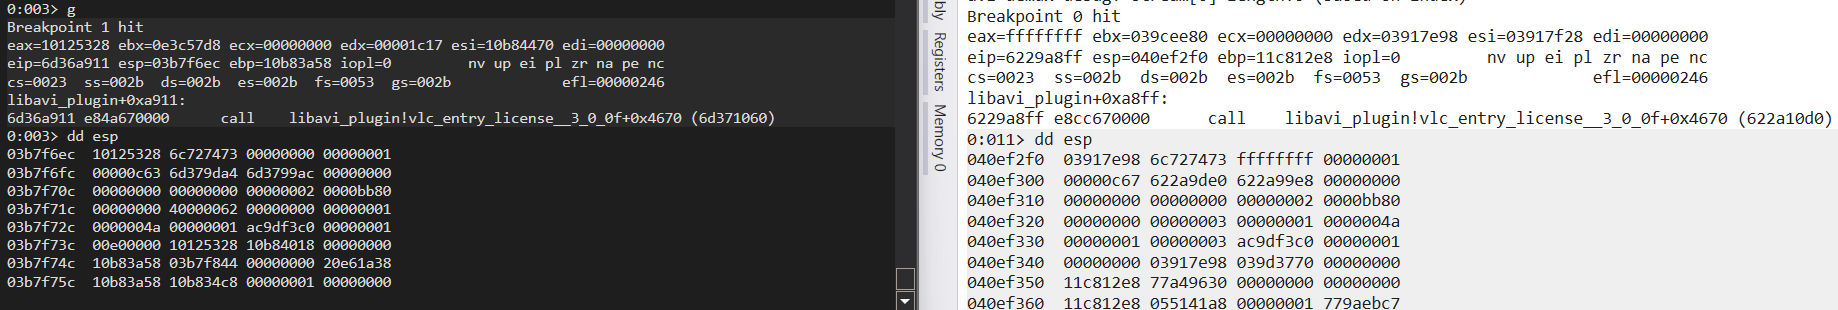 0:003> g
Breakpoint 1 hit
eax=10125328 ebx=0e3c57d8 ecx=00000000 edx=00001c17 esi=10b84470 edi=00000000
eip=6d36a911 esp=03b7f6ec ebp=10b83a58 iopl=0         nv up ei pl zr na pe nc
cs=0023  ss=002b  ds=002b  es=002b  fs=0053  gs=002b             efl=00000246
libavi_plugin+0xa911:
6d36a911 e84a670000      call    libavi_plugin!vlc_entry_license__3_0_0f+0x4670 (6d371060)
0:003> dd esp
03b7f6ec  10125328 6c727473 00000000 00000001
03b7f6fc  00000c63 6d379da4 6d3799ac 00000000
03b7f70c  00000000 00000000 00000002 0000bb80
03b7f71c  00000000 40000062 00000000 00000001
03b7f72c  0000004a 00000001 ac9df3c0 00000001
03b7f73c  00e00000 10125328 10b84018 00000000
03b7f74c  10b83a58 03b7f844 00000000 20e61a38
03b7f75c  10b83a58 10b834c8 00000001 00000000
bly
Registers
Memory 0
Breakpoint 0 hit
eax=ffffffff ebx=039cee80 ecx=00000000 edx=03917e98 esi=03917f28 edi=00000000
eip=6229a8ff esp=040ef2f0 ebp=11c812e8 iopl=0         nv up ei pl zr na pe nc
cs=0023  ss=002b  ds=002b  es=002b  fs=0053  gs=002b             efl=00000246
libavi_plugin+0xa8ff:
6229a8ff e8cc670000      call    libavi_plugin!vlc_entry_license__3_0_0f+0x4670 (622a10d0)
0:011> dd esp
040ef2f0  03917e98 6c727473 ffffffff 00000001
040ef300  00000c67 622a9de0 622a99e8 00000000
040ef310  00000000 00000000 00000002 0000bb80
040ef320  00000000 00000003 00000001 0000004a
040ef330  00000001 00000003 ac9df3c0 00000001
040ef340  00000000 03917e98 039d3770 00000000
040ef350  11c812e8 77a49630 00000000 00000000
040ef360  11c812e8 055141a8 00000001 779aebc7